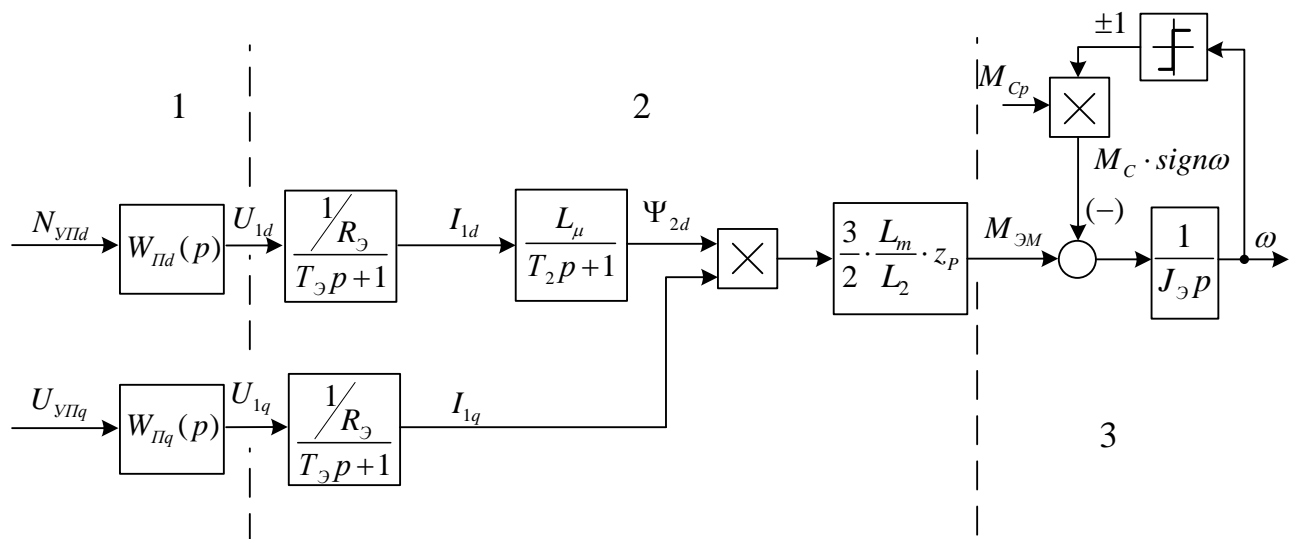 ±1
M_Cp
1
2
M_C · signω
N_УПd
W_Пd(p)
U_1d
1/R_Э
T_Э p+1
I_1d
L_μ
T_2 p+1
Ψ_2d
3/2 · L_m/L_2 · z_P
M_ЭМ
(−)
1
J_Э p
ω
U_УПq
W_Пq(p)
U_1q
1/R_Э
T_Э p+1
I_1q
3